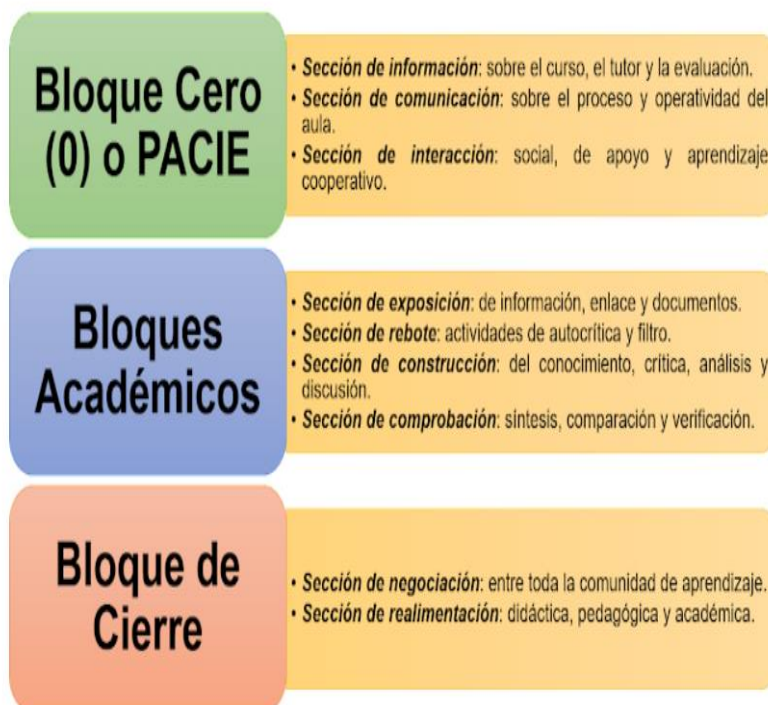 Bloque Cero
(0) o PACIE
• Sección de información: sobre el curso, el tutor y la evaluación.
• Sección de comunicación: sobre el proceso y operatividad del
aula.
• Sección de interacción: social, de apoyo y aprendizaje
cooperativo.
Bloques
Académicos
• Sección de exposición: de información, enlace y documentos.
• Sección de rebote: actividades de autocrítica y filtro.
• Sección de construcción: del conocimiento, crítica, análisis y
discusión.
• Sección de comprobación: síntesis, comparación y verificación.
Bloque de
Cierre
• Sección de negociación: entre toda la comunidad de aprendizaje.
• Sección de realimentación: didáctica, pedagógica y académica.